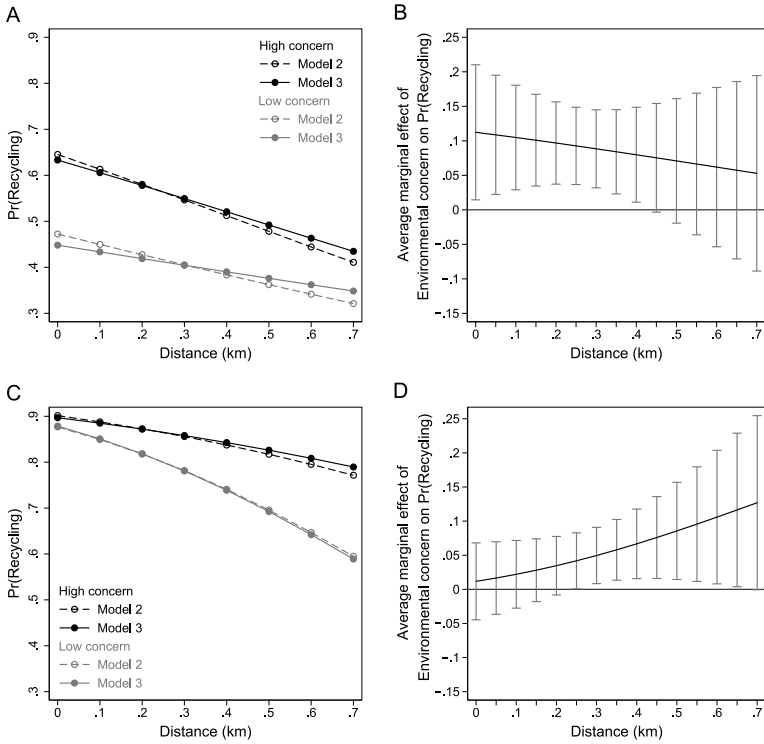 A
Pr(Recycling)
.9
.8
.7
.6
.5
.4
.3
High concern
Model 2
Model 3
Low concern
Model 2
Model 3
0 .1 .2 .3 .4 .5 .6 .7
Distance (km)
B
Average marginal effect of
Environmental concern on Pr(Recycling)
.25
.2
.15
.1
.05
0
−.05
−.1
−.15
0 .1 .2 .3 .4 .5 .6 .7
Distance (km)
C
Pr(Recycling)
.9
.8
.7
.6
.5
.4
.3
High concern
Model 2
Model 3
Low concern
Model 2
Model 3
0 .1 .2 .3 .4 .5 .6 .7
Distance (km)
D
Average marginal effect of
Environmental concern on Pr(Recycling)
.25
.2
.15
.1
.05
0
−.05
−.1
−.15
0 .1 .2 .3 .4 .5 .6 .7
Distance (km)